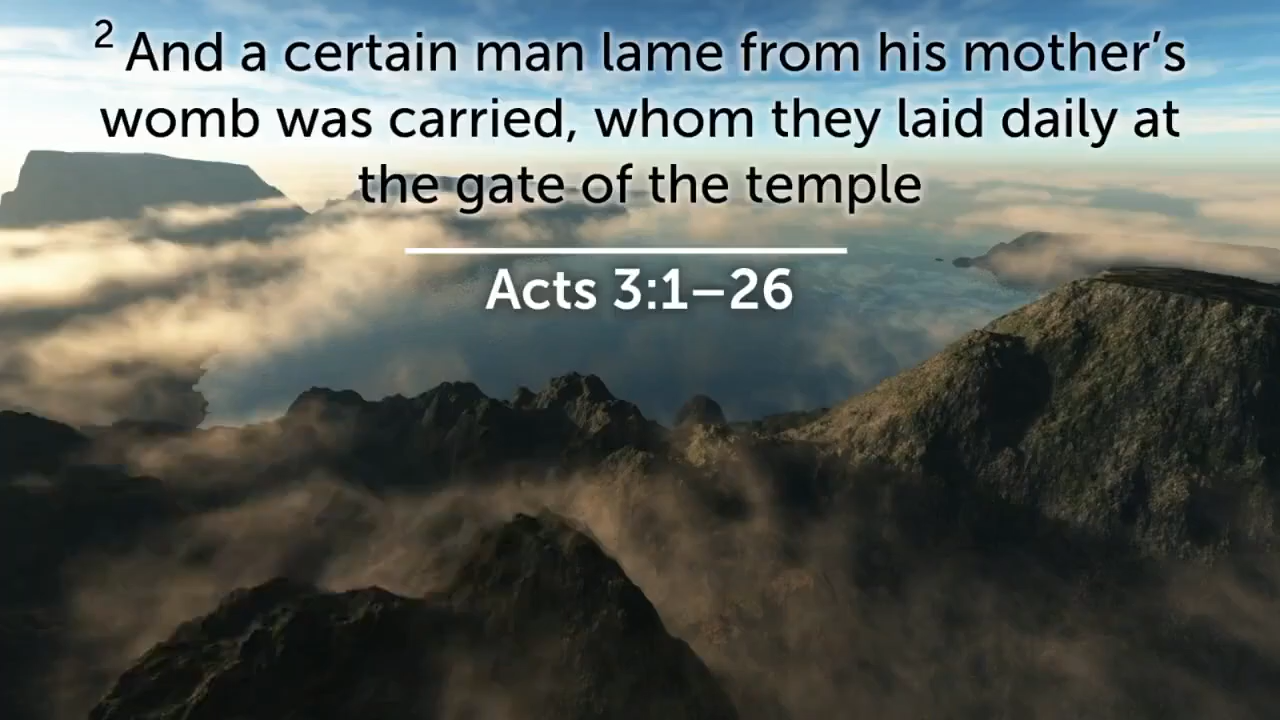 2 And a certain man lame from his mother’s
womb was carried, whom they laid daily at
the gate of the temple
Acts 3:1–26